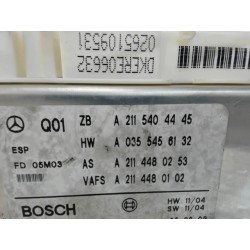 DKERE06632
0265109531
Q01 ZB A 211 540 44 45
HW A 035 545 61 32
ESP
FD 05M03 AS A 211 448 02 53
VAFS A 211 448 01 02
BOSCH
HW 11/04
SW 11/04